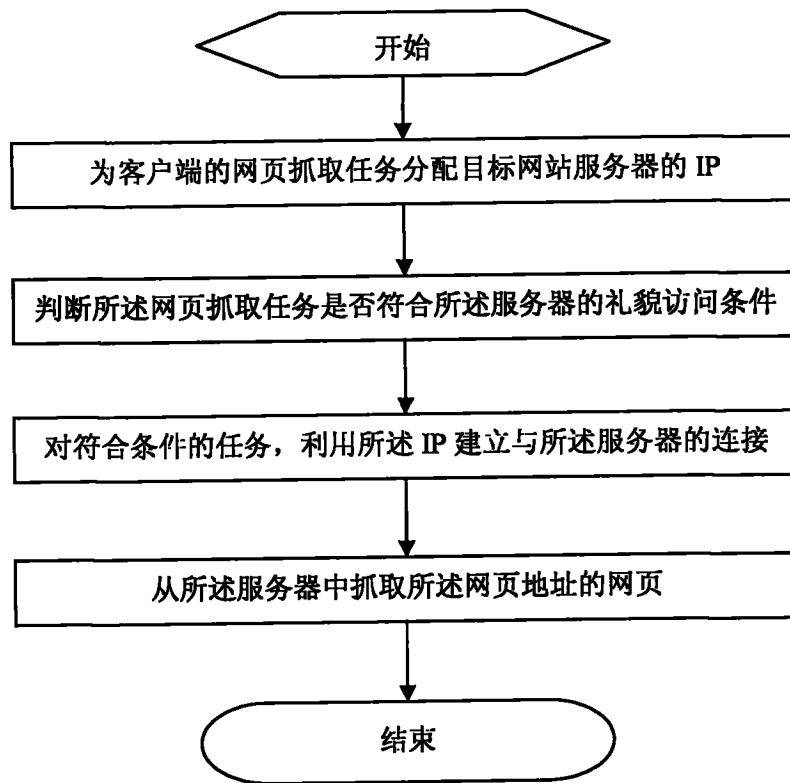 开始
为客户端的网页抓取任务分配目标网站服务器的 IP
判断所述网页抓取任务是否符合所述服务器的礼貌访问条件
对符合条件的任务，利用所述 IP 建立与所述服务器的连接
从所述服务器中抓取所述网页地址的网页
结束